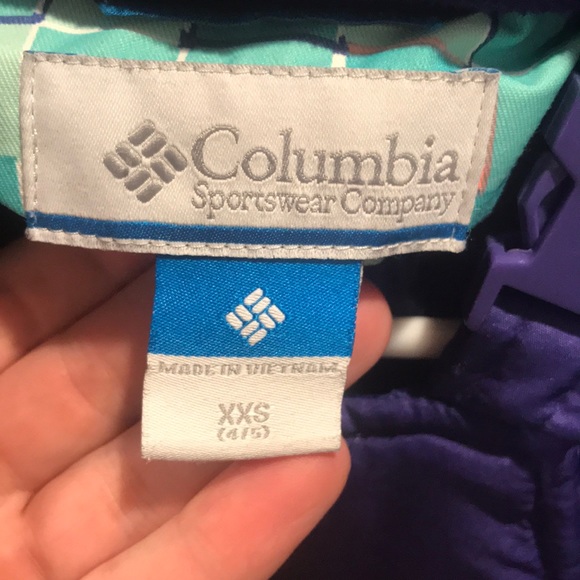 Columbia
Sportswear Company
MADE IN VIETNAM
XXS
(4/5)